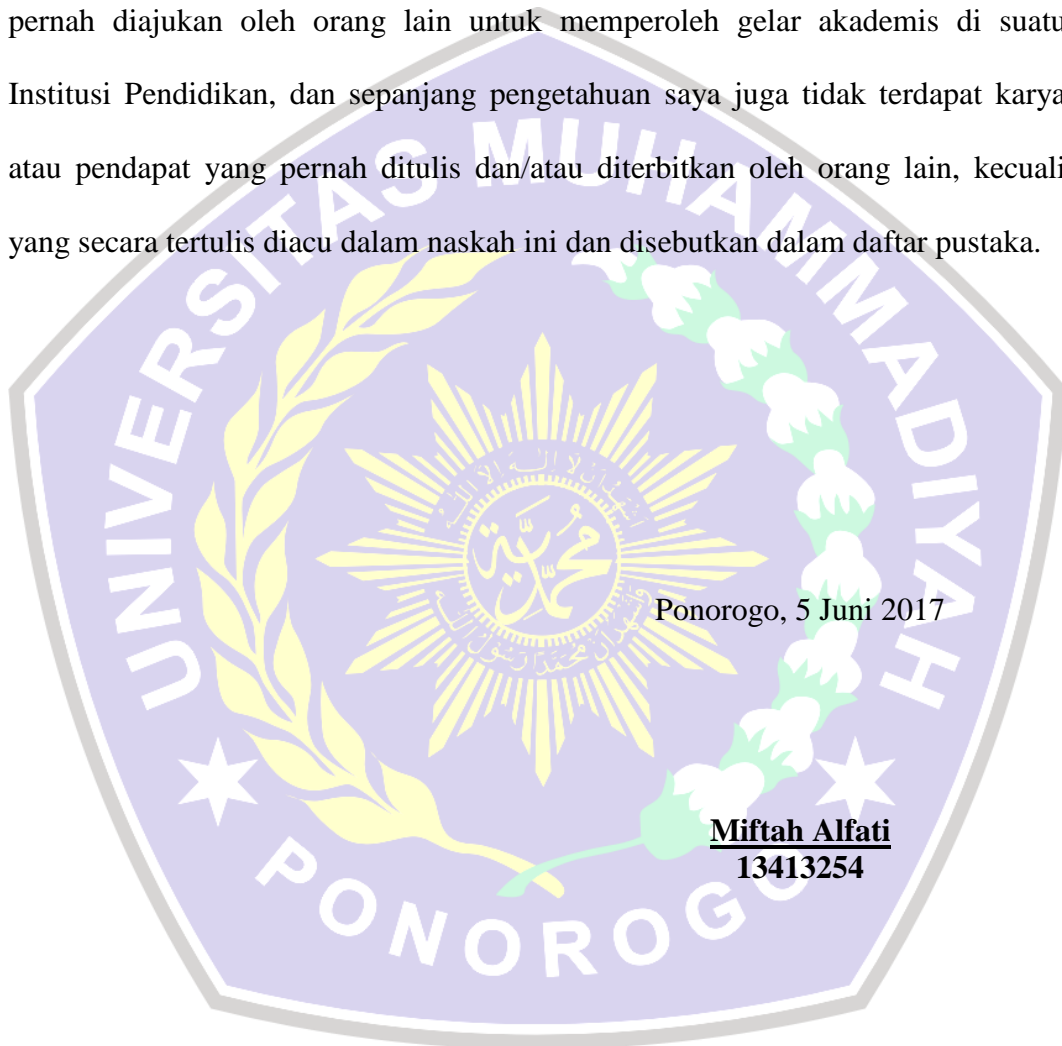 pernah diajukan oleh orang lain untuk memperoleh gelar akademis di suatu
Institusi Pendidikan, dan sepanjang pengetahuan saya juga tidak terdapat karya
atau pendapat yang pernah ditulis dan/atau diterbitkan oleh orang lain, kecuali
yang secara tertulis diacu dalam naskah ini dan disebutkan dalam daftar pustaka.
UNIVERSITAS MUHAMMADIYAH
محمدية
Ponorogo, 5 Juni 2017
Miftah Alfati
13413254
PONOROGO